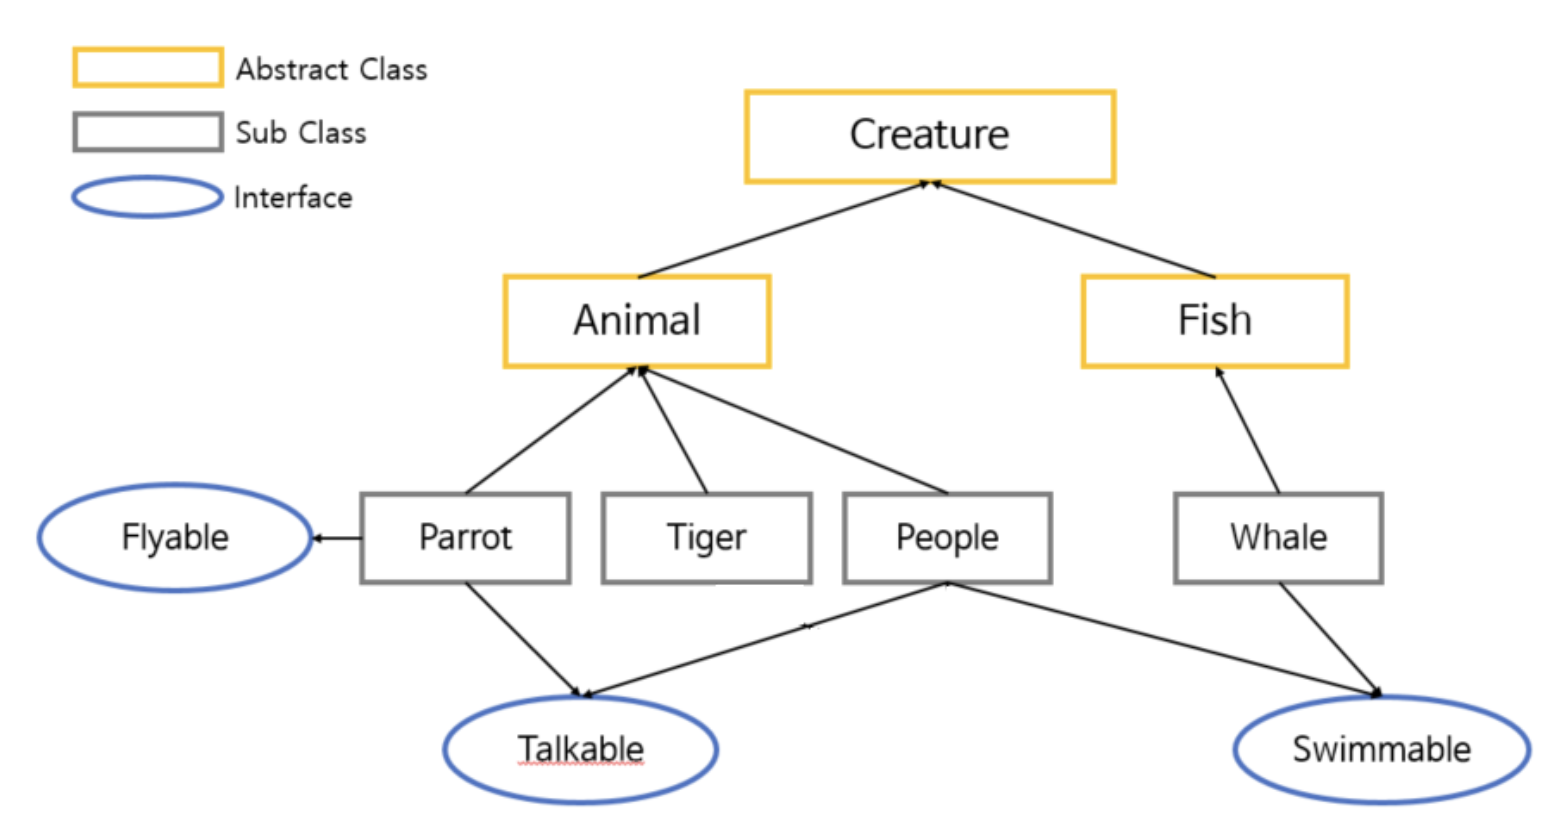 Abstract Class
Sub Class
Interface
Creature
Animal
Fish
Flyable
Parrot
Tiger
People
Whale
Talkable
Swimmable